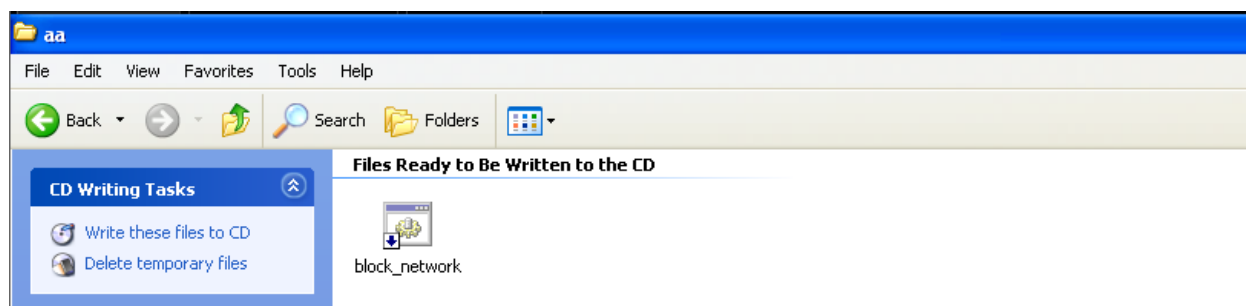 aa
File Edit View Favorites Tools Help
Back Search Folders
Files Ready to Be Written to the CD
CD Writing Tasks
Write these files to CD
Delete temporary files
block_network